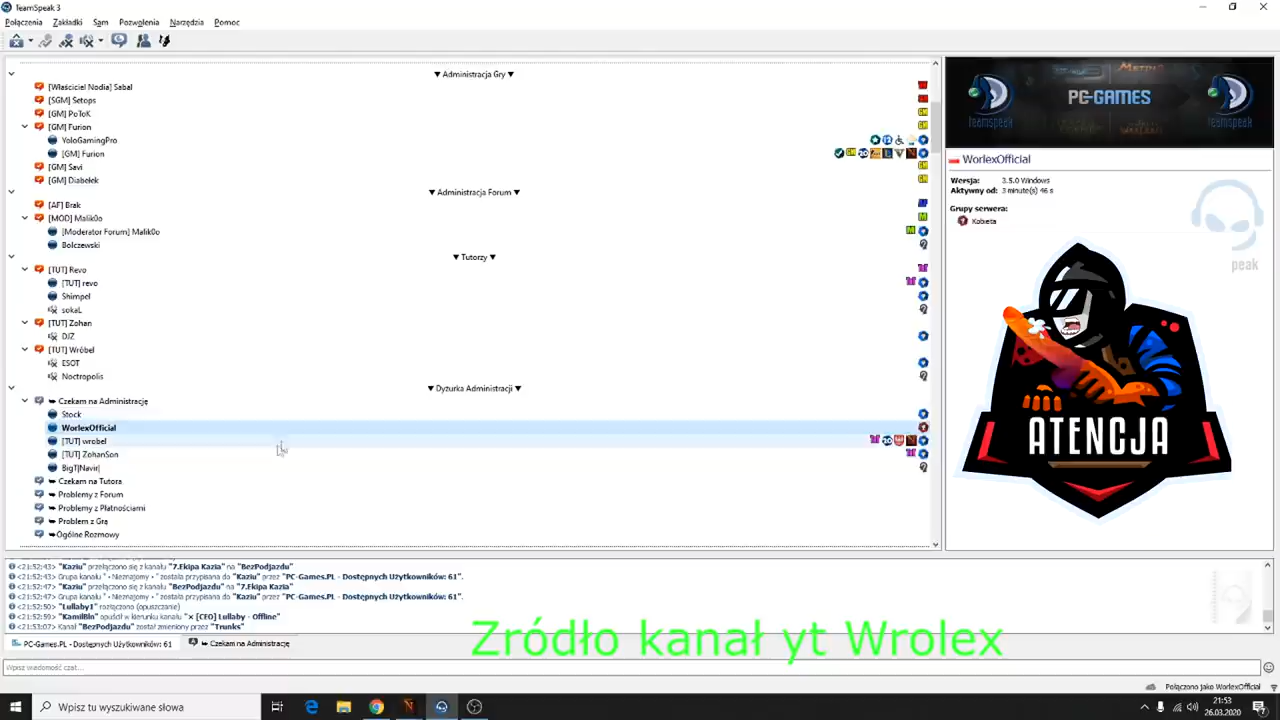 TeamSpeak 3
Połączenia Zakładki Sam Pozwolenia Narzędzia Pomoc
▼ Administracja Gry ▼
[Właściciel Nodia] Sabal
[SGM] Setops
[GM] PoToK
[GM] Furion
YoloGamingPro
[GM] Furion
[GM] Savi
[GM] Diabełek
▼ Administracja Forum ▼
[AF] Brak
[MOD] Malik0o
[Moderator Forum] Malik0o
Bolczewski
▼ Tutorzy ▼
[TUT] Revo
[TUT] revo
Shimpel
sokaL
[TUT] Zohan
DJZ
[TUT] Wróbel
ESOT
Noctropolis
▼ Dyżurka Administracji ▼
Czekam na Administrację
Stock
WorlexOfficial
[TUT] wrobel
[TUT] ZohanSon
BigT|Navir|
Czekam na Tutora
Problemy z Forum
Problemy z Płatnościami
Problem z Grą
Ogólne Rozmowy
teamspeak
PC-GAMES
teamspeak
WorlexOfficial
Wersja: 3.5.0 Windows
Aktywny od: 3 minute(s) 46 s
Grupy serwera:
Kobieta
peak
ATENCJA
<21:52:43> "Kaziu" przełączono się z kanału "7.Ekipa Kazia" na "BezPodjazdu"
<21:52:43> Grupa kanału "• Nieznajomy •" została przypisana do "Kaziu" przez "PC-Games.PL - Dostępnych Użytkowników: 61".
<21:52:47> "Kaziu" przełączono się z kanału "BezPodjazdu" na "7.Ekipa Kazia"
<21:52:47> Grupa kanału "• Nieznajomy •" została przypisana do "Kaziu" przez "PC-Games.PL - Dostępnych Użytkowników: 61".
<21:52:50> "Lullaby1" rozłączono (opuszczanie)
<21:52:59> "KamilBin" opuścił w kierunku kanału "× [CEO] Lullaby - Offline"
<21:53:07> Kanał "BezPodjazdu" został zmieniony przez "Trunks"
PC-Games.PL - Dostępnych Użytkowników: 61 Czekam na Administrację
Zródło kanał yt Wrolex
Wpisz wiadomość czat...
Połączono jako WorlexOfficial
Wpisz tu wyszukiwane słowa
21:53
26.03.2020